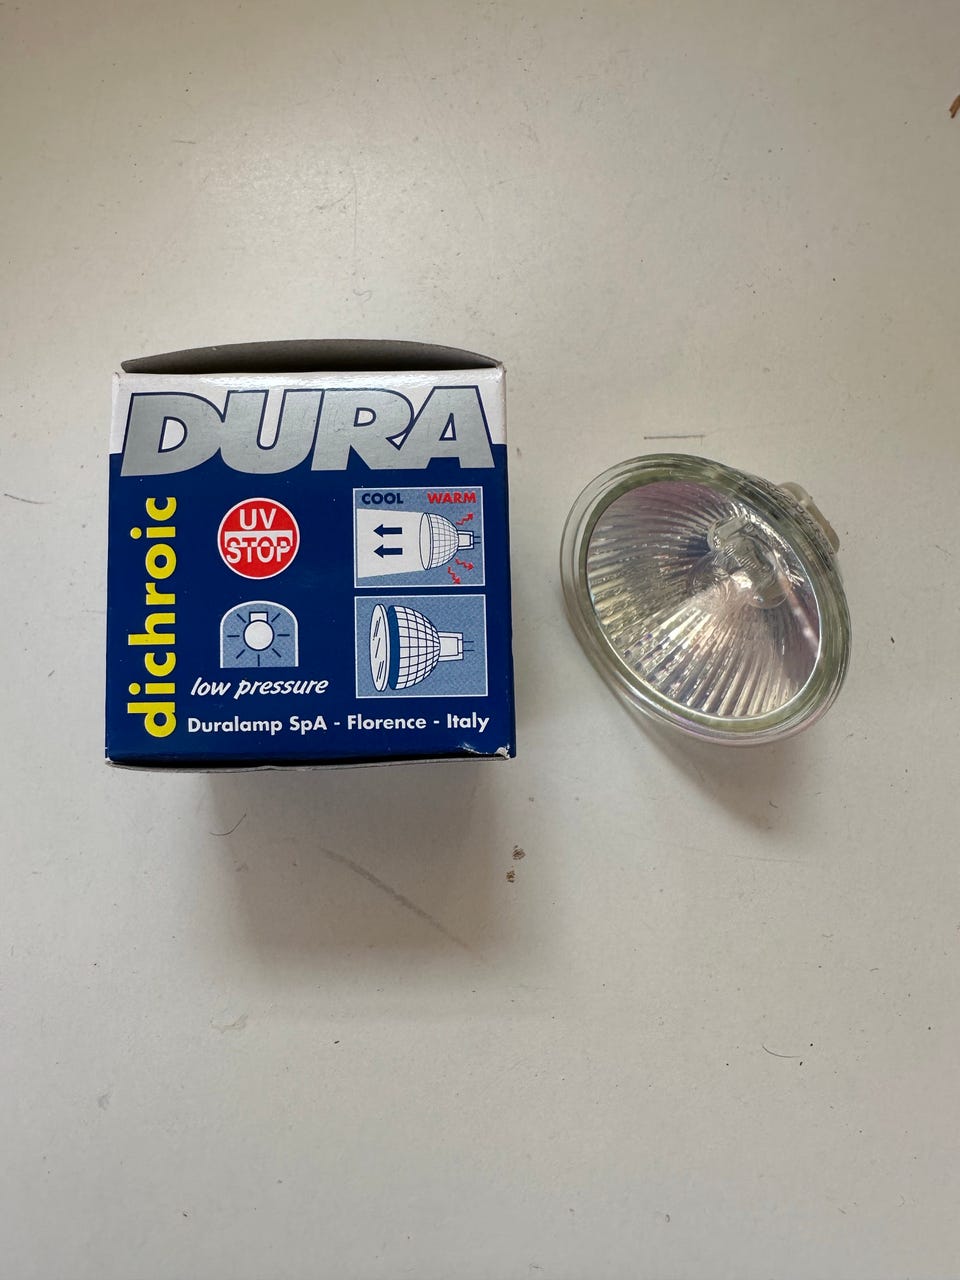 DURA
dichroic
UV
STOP
COOL WARM
low pressure
Duralamp SpA - Florence - Italy